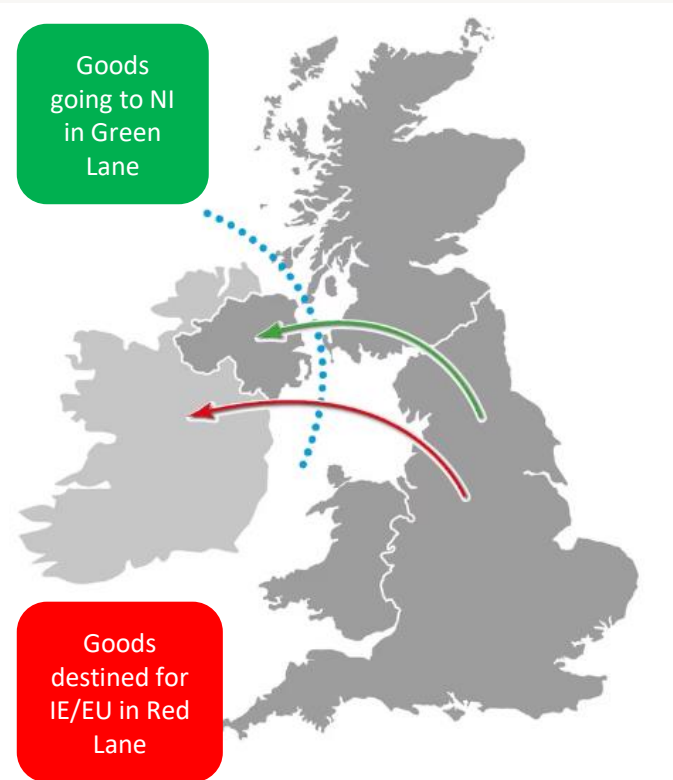 Goods
going to NI
in Green
Lane
Goods
destined for
IE/EU in Red
Lane